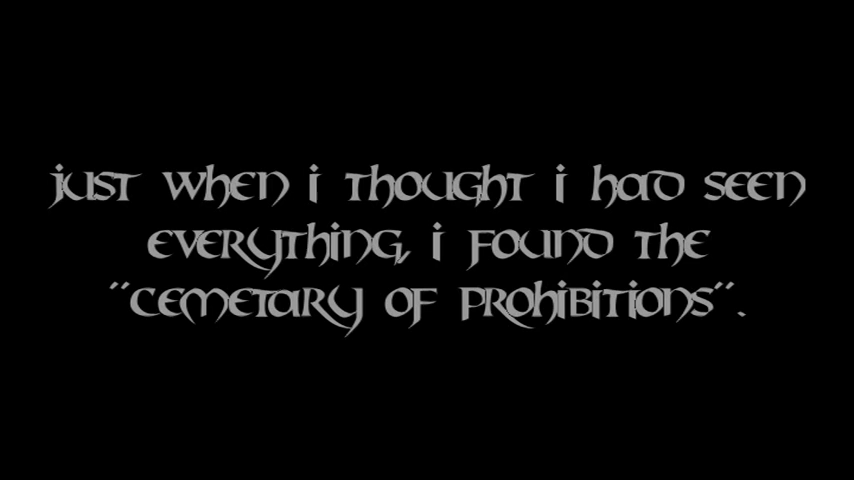 just when i thought i had seen
everything, i found the
"cemetary of prohibitions".